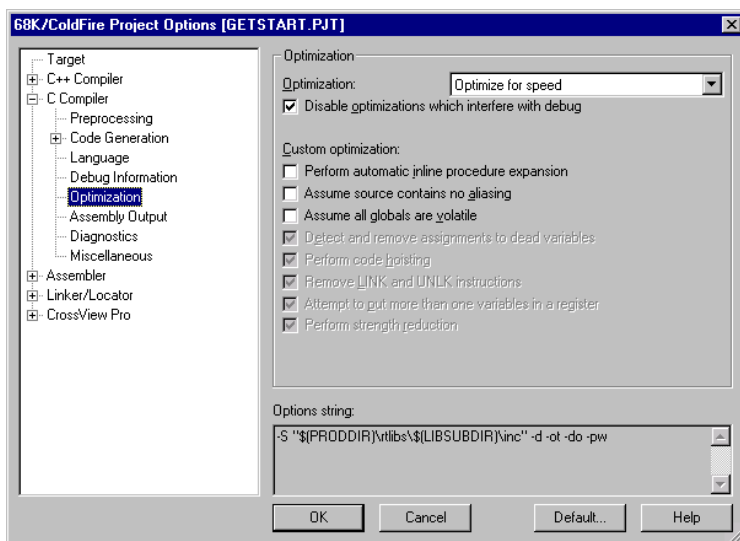 68K/ColdFire Project Options [GETSTART.PJT]
Target
C++ Compiler
C Compiler
Preprocessing
Code Generation
Language
Debug Information
Optimization
Assembly Output
Diagnostics
Miscellaneous
Assembler
Linker/Locator
CrossView Pro
Optimization
Optimization: Optimize for speed
Disable optimizations which interfere with debug
Custom optimization:
Perform automatic inline procedure expansion
Assume source contains no aliasing
Assume all globals are volatile
Detect and remove assignments to dead variables
Perform code hoisting
Remove LINK and UNLK instructions
Attempt to put more than one variables in a register
Perform strength reduction
Options string:
-S "$(PRODDIR)\rtlibs\$(LIBSUBDIR)\inc" -d -ot -do -pw
OK Cancel Default... Help